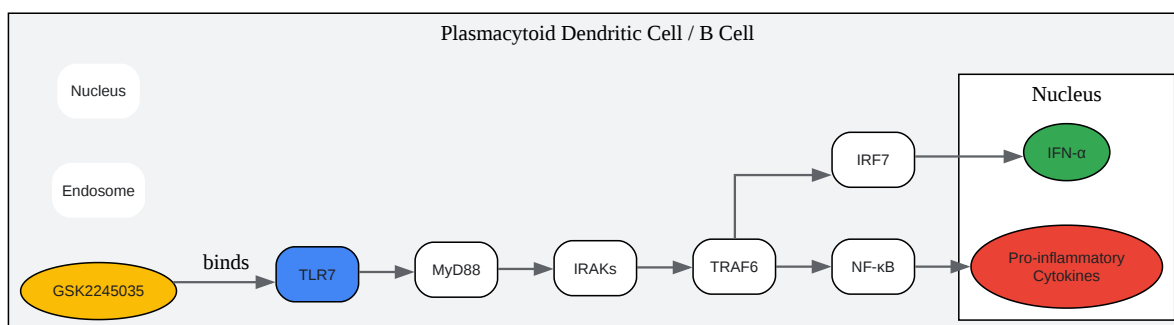 Plasmacytoid Dendritic Cell / B Cell
Nucleus
Endosome
GSK2245035
binds
TLR7
MyD88
IRAKs
TRAF6
IRF7
NF-κB
Nucleus
IFN-α
Pro-inflammatory
Cytokines